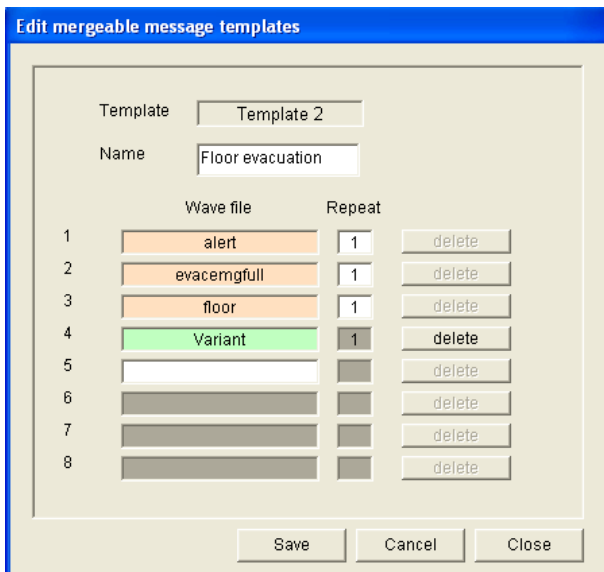 Edit mergeable message templates
Template Template 2
Name Floor evacuation
Wave file Repeat
1 alert 1 delete
2 evacemgfull 1 delete
3 floor 1 delete
4 Variant 1 delete
5 delete
6 delete
7 delete
8 delete
Save Cancel Close